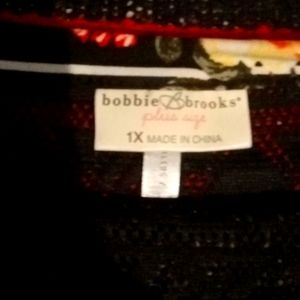 bobbie B brooks®
plus size
1X MADE IN CHINA